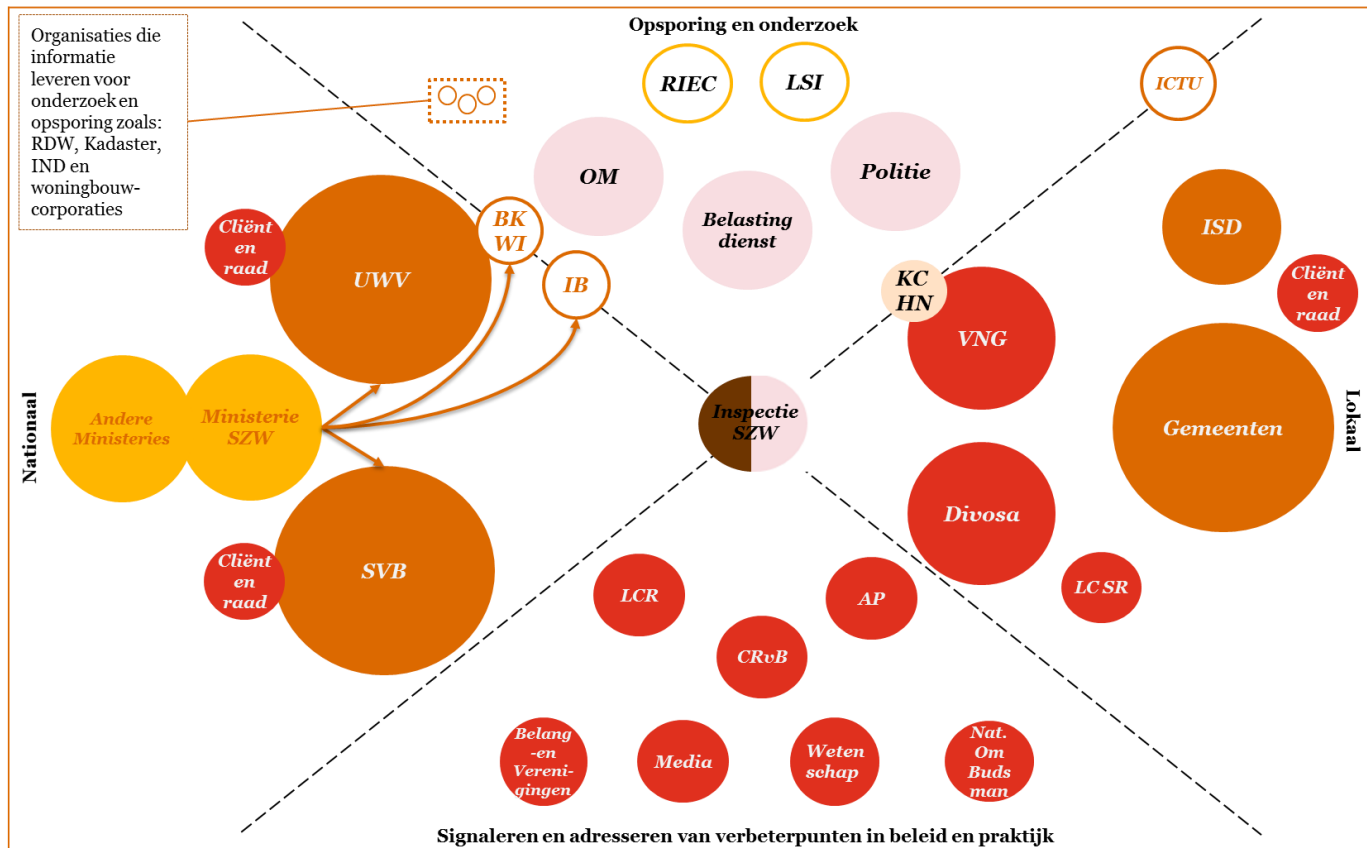 Opsporing en onderzoek
Organisaties die
informatie
leveren voor
onderzoek en
opsporing zoals:
RDW, Kadaster,
IND en
woningbouw-
corporaties
RIEC
LSI
ICTU
OM
Politie
Belasting
dienst
ISD
Cliënt
en
raad
UWV
BK
WI
IB
KC
HN
VNG
Cliënt
en
raad
Nationaal
Andere
Ministeries
Ministerie
SZW
Inspectie
SZW
Gemeenten
Lokaal
Cliënt
en
raad
SVB
Divosa
LCR
AP
LC SR
CRvB
Belang
-en
Vereni-
gingen
Media
Weten
schap
Nat.
Om
Buds
man
Signaleren en adresseren van verbeterpunten in beleid en praktijk